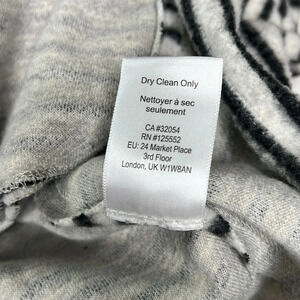 Dry Clean Only
Nettoyer à sec
seulement
CA #32054
RN #125552
EU: 24 Market Place
3rd Floor
London, UK W1W8AN